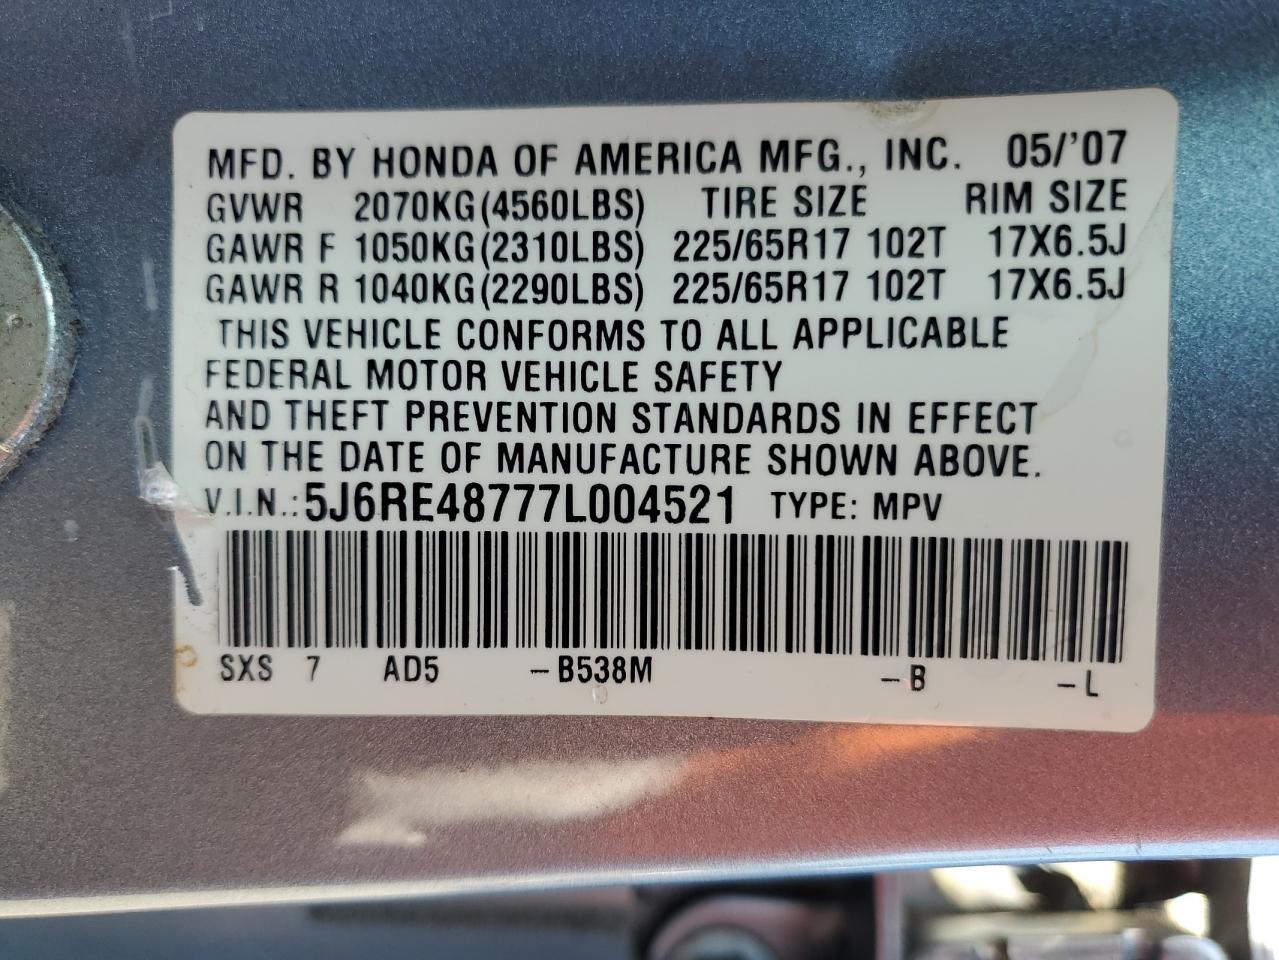 MFD. BY HONDA OF AMERICA MFG., INC. 05/'07
GVWR 2070KG(4560LBS) TIRE SIZE RIM SIZE
GAWR F 1050KG(2310LBS) 225/65R17 102T 17X6.5J
GAWR R 1040KG(2290LBS) 225/65R17 102T 17X6.5J
THIS VEHICLE CONFORMS TO ALL APPLICABLE
FEDERAL MOTOR VEHICLE SAFETY
AND THEFT PREVENTION STANDARDS IN EFFECT
ON THE DATE OF MANUFACTURE SHOWN ABOVE.
V.I.N.:5J6RE48777L004521 TYPE: MPV
SXS 7 AD5 -B538M -B -L